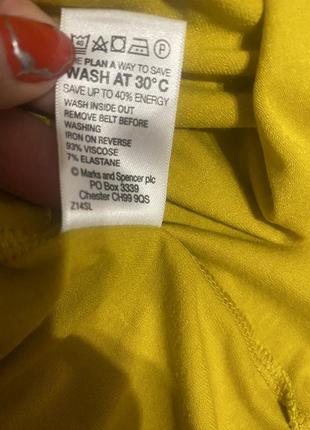 THE PLAN A WAY TO SAVE
WASH AT 30°C
SAVE UP TO 40% ENERGY
WASH INSIDE OUT
REMOVE BELT BEFORE
WASHING
IRON ON REVERSE
93% VISCOSE
7% ELASTANE
© Marks and Spencer plc
PO Box 3339
Chester CH99 9QS
Z14SL